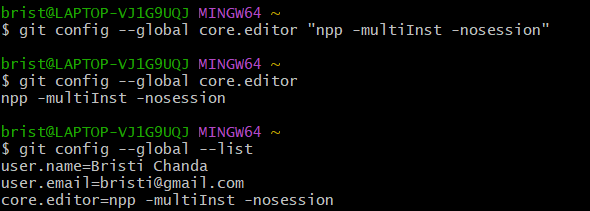 brist@LAPTOP-VJ1G9UQJ MINGW64 ~
$ git config --global core.editor "npp -multiInst -nosession"
brist@LAPTOP-VJ1G9UQJ MINGW64 ~
$ git config --global core.editor
npp -multiInst -nosession
brist@LAPTOP-VJ1G9UQJ MINGW64 ~
$ git config --global --list
user.name=Bristi Chanda
user.email=bristi@gmail.com
core.editor=npp -multiInst -nosession